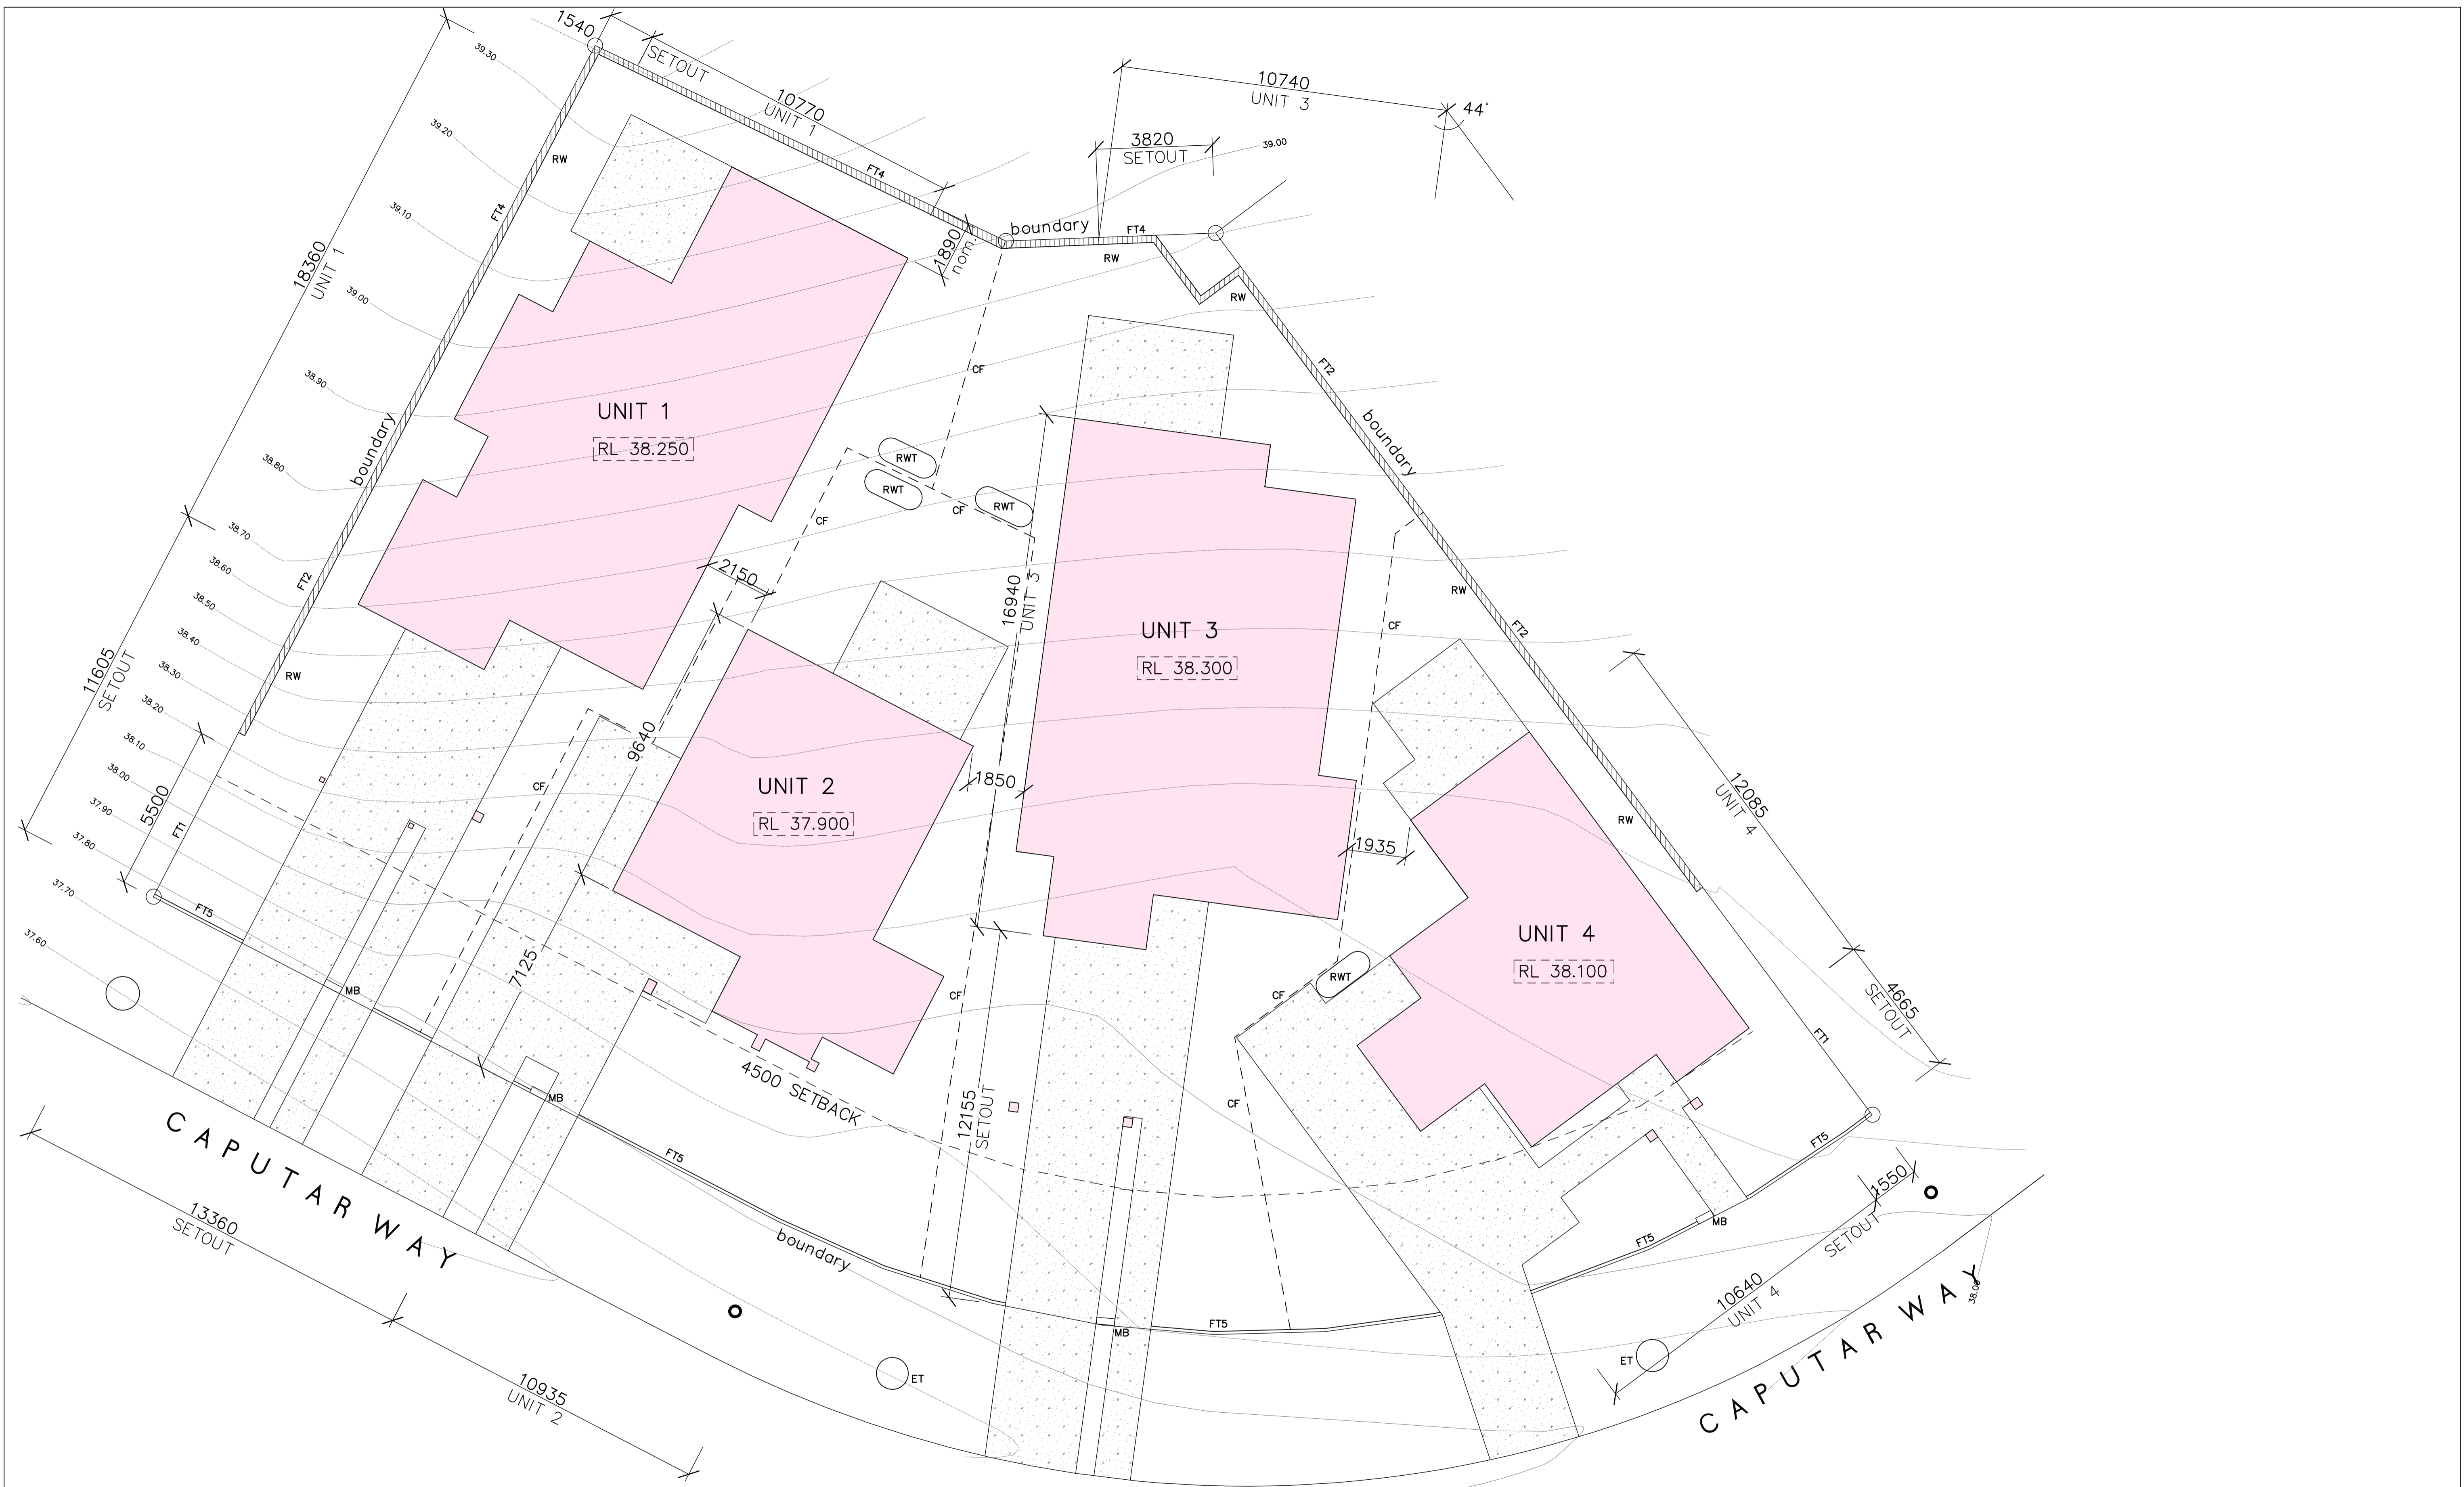 1540
SETOUT
10770
UNIT 1
10740
UNIT 3
44°
3820
SETOUT
39.00
39.30
39.20
39.10
39.00
38.90
38.80
38.70
38.60
38.50
38.40
38.30
38.20
38.10
38.00
37.90
37.80
37.70
37.60
18360
UNIT 1
11605
SETOUT
5500
RW
FT4
FT4
boundary
FT2
RW
FT1
1890
nom.
boundary
FT4
RW
RW
FT2
boundary
CF
UNIT 1
RL 38.250
RWT
RWT
RWT
CF
CF
2150
16940
UNIT 3
UNIT 3
RL 38.300
RW
CF
FT2
9640
CF
UNIT 2
RL 37.900
1850
1935
RW
12085
UNIT 4
4665
SETOUT
FT5
MB
7125
CF
UNIT 4
RL 38.100
RWT
CF
FT1
MB
4500 SETBACK
12155
SETOUT
CF
FT5
FT5
boundary
CAPUTAR WAY
13360
SETOUT
10935
UNIT 2
ET
MB
FT5
FT5
MB
1550
SETOUT
10640
UNIT 4
ET
38.00
CAPUTAR WAY